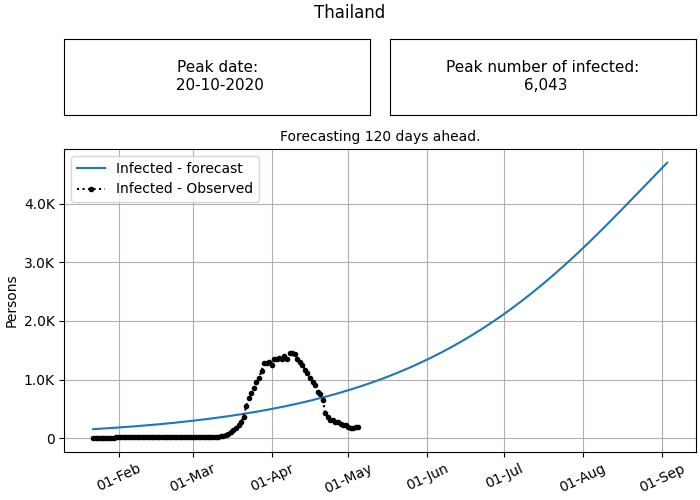 Thailand
Peak date:
20-10-2020
Peak number of infected:
6,043
Forecasting 120 days ahead.
Infected - forecast
Infected - Observed
Persons
4.0K
3.0K
2.0K
1.0K
0
01-Feb
01-Mar
01-Apr
01-May
01-Jun
01-Jul
01-Aug
01-Sep